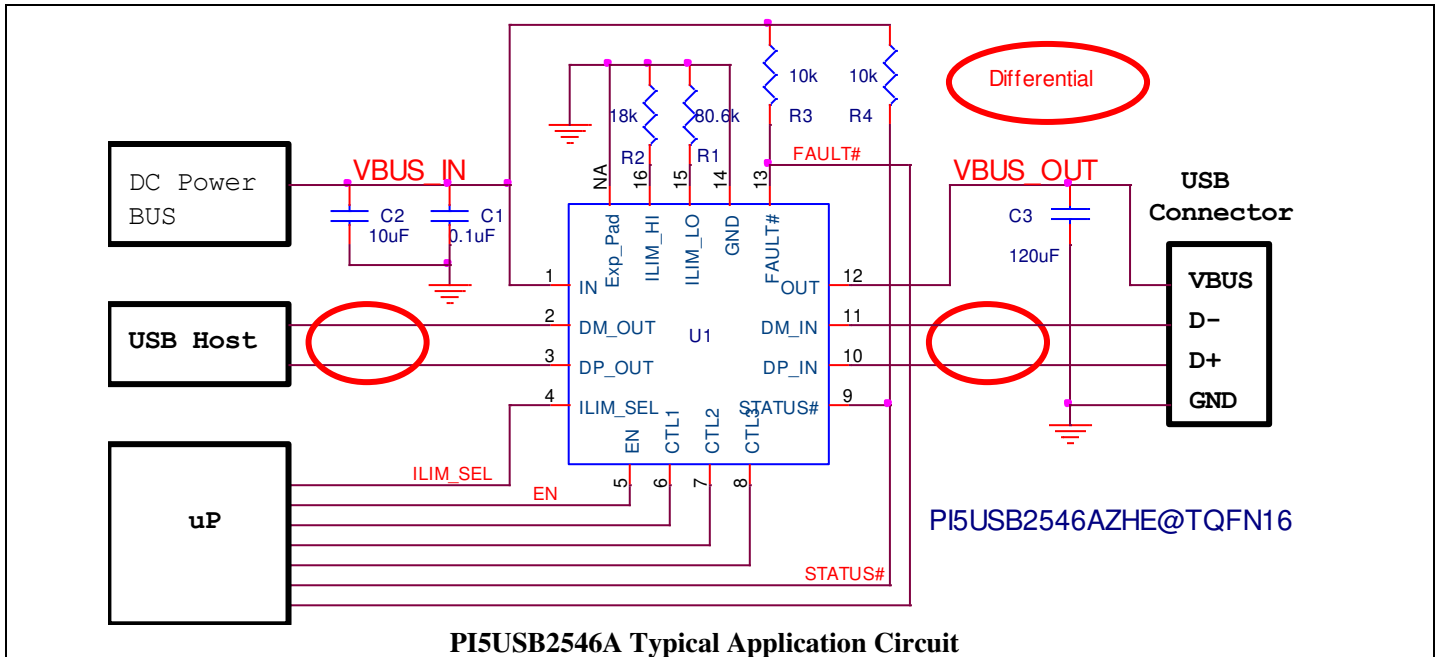 10k
10k
Differential
18k
80.6k
R3
R4
R2
R1
FAULT#
NA
16
15
14
13
DC Power
BUS
VBUS_IN
C2
10uF
C1
0.1uF
VBUS_OUT
C3
120uF
USB
Connector
Exp_Pad
ILIM_HI
ILIM_LO
GND
FAULT#
1
IN
OUT
12
VBUS
USB Host
2
DM_OUT
U1
DM_IN
11
D-
3
DP_OUT
DP_IN
10
D+
4
ILIM_SEL
STATUS#
9
GND
EN
CTL1
CTL2
CTL3
5
6
7
8
uP
ILIM_SEL
EN
STATUS#
PI5USB2546AZHE@TQFN16
PI5USB2546A Typical Application Circuit